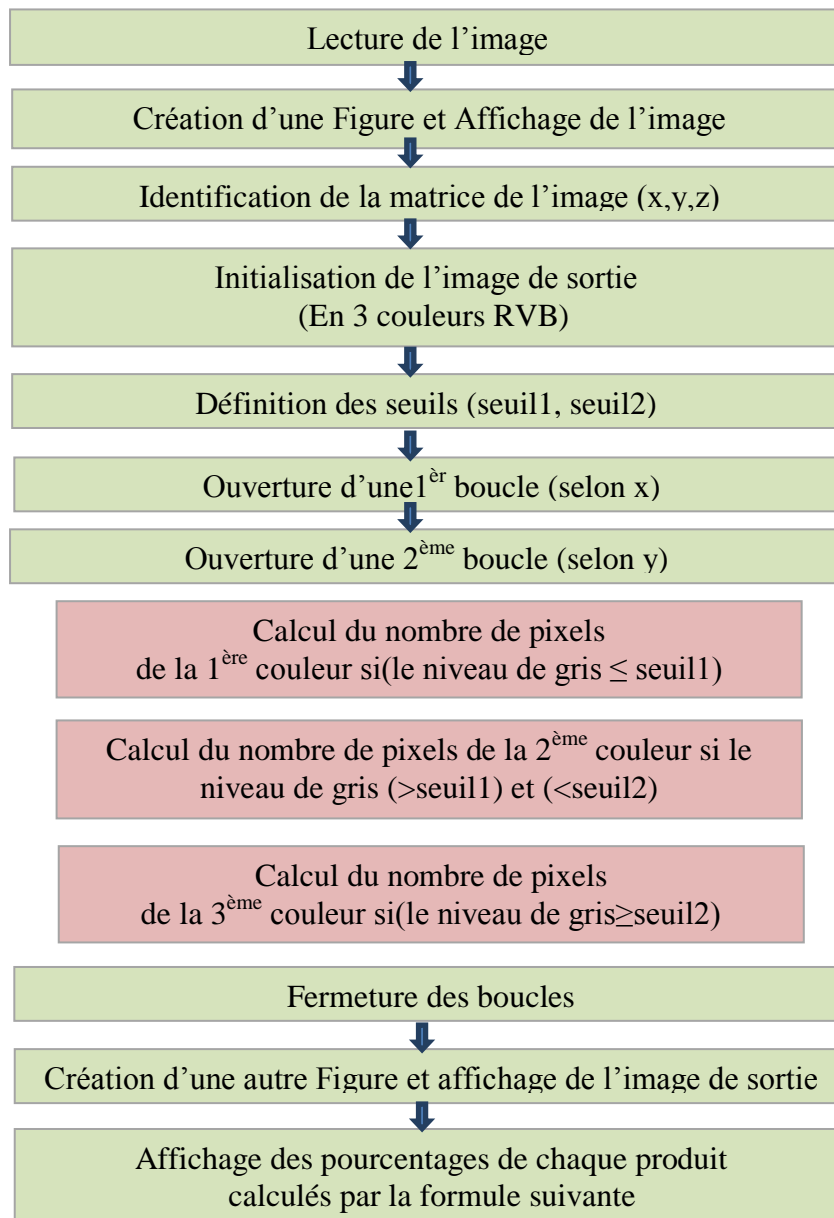 Lecture de l’image
Création d’une Figure et Affichage de l’image
Identification de la matrice de l’image (x,y,z)
Initialisation de l’image de sortie
(En 3 couleurs RVB)
Définition des seuils (seuil1, seuil2)
Ouverture d’une1èr boucle (selon x)
Ouverture d’une 2ème boucle (selon y)
Calcul du nombre de pixels
de la 1ère couleur si(le niveau de gris ≤ seuil1)
Calcul du nombre de pixels de la 2ème couleur si le
niveau de gris (>seuil1) et (<seuil2)
Calcul du nombre de pixels
de la 3ème couleur si(le niveau de gris≥seuil2)
Fermeture des boucles
Création d’une autre Figure et affichage de l’image de sortie
Affichage des pourcentages de chaque produit
calculés par la formule suivante